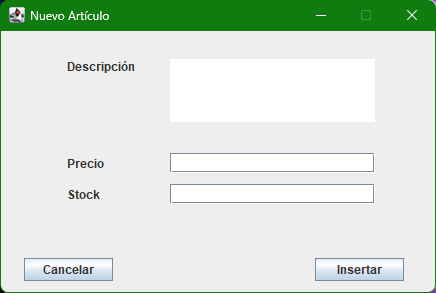 Nuevo Artículo
Descripción
Precio
Stock
Cancelar
Insertar